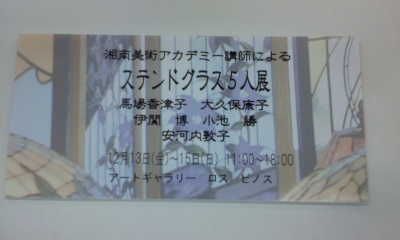 湘南美術アカデミー講師による
ステンドグラス5人展
馬場香津子 大久保康子
伊閣 博 小池 勝
安河内敦子
12月13日(金)~15日(日) 11:00~18:00
アートギャラリー ロス ピノス